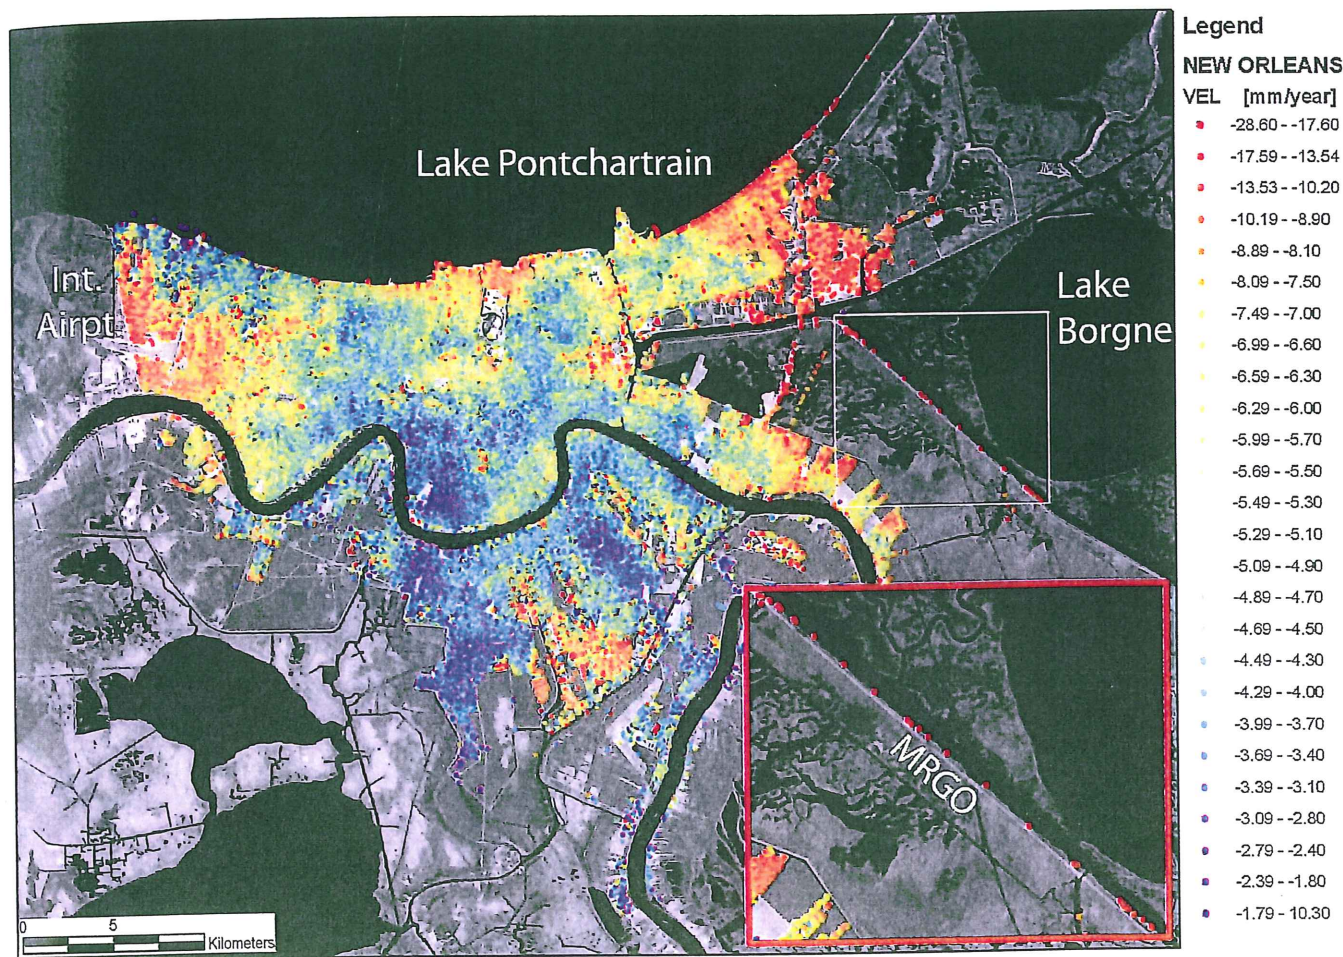 Lake Pontchartrain
Int.
Airpt
Lake
Borgne
MRGO
0 5
Kilometers
Legend
NEW ORLEANS
VEL [mm/year]
-28.60 - -17.60
-17.59 - -13.54
-13.53 - -10.20
-10.19 - -8.90
-8.89 - -8.10
-8.09 - -7.50
-7.49 - -7.00
-6.99 - -6.60
-6.59 - -6.30
-6.29 - -6.00
-5.99 - -5.70
-5.69 - -5.50
-5.49 - -5.30
-5.29 - -5.10
-5.09 - -4.90
-4.89 - -4.70
-4.69 - -4.50
-4.49 - -4.30
-4.29 - -4.00
-3.99 - -3.70
-3.69 - -3.40
-3.39 - -3.10
-3.09 - -2.80
-2.79 - -2.40
-2.39 - -1.80
-1.79 - 10.30